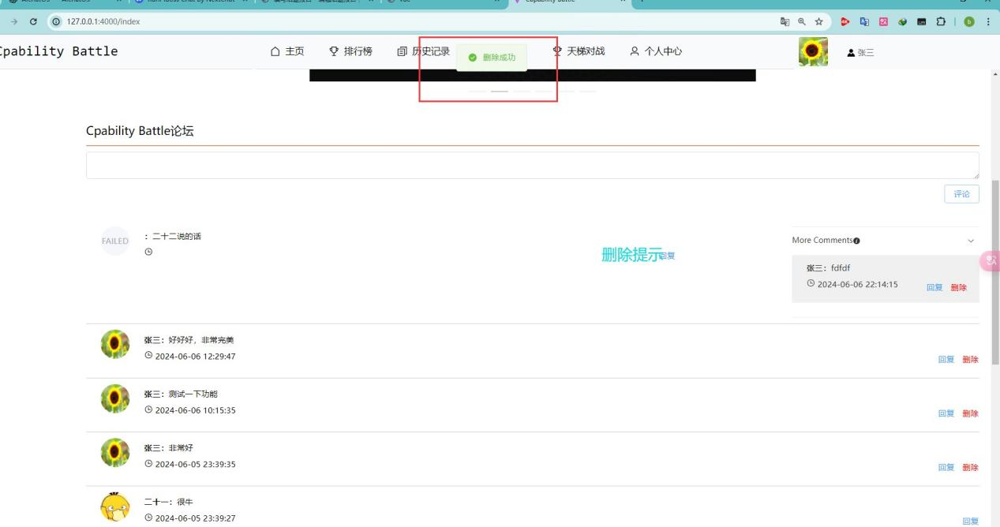 127.0.0.1:4000/index
Cpability Battle
主页
排行榜
历史记录
删除成功
天梯对战
个人中心
张三
Cpability Battle论坛
评论
FAILED
：二十二说的话
删除提示
回复
More Comments
张三：fdfdf
2024-06-06 22:14:15
回复 删除
张三：好好好，非常完美
2024-06-06 12:29:47
回复 删除
张三：测试一下功能
2024-06-06 10:15:35
回复 删除
张三：非常好
2024-06-05 23:39:35
回复 删除
二十一：很牛
2024-06-05 23:39:27
回复